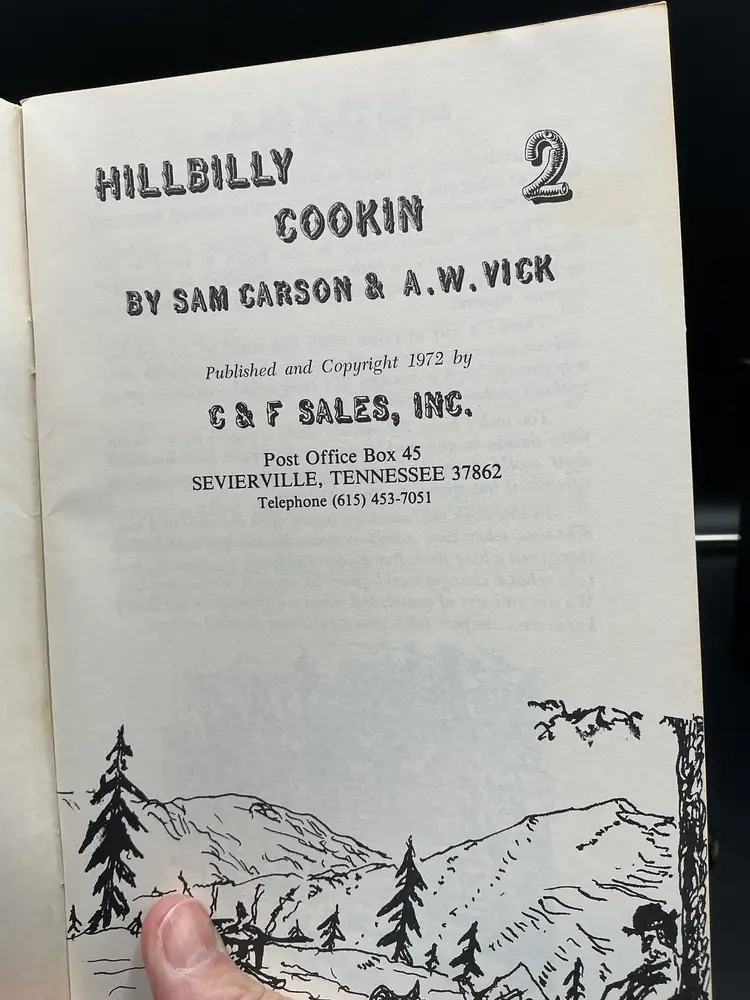 HILLBILLY 2
COOKIN
BY SAM CARSON & A.W. VICK
Published and Copyright 1972 by
C & F SALES, INC.
Post Office Box 45
SEVIERVILLE, TENNESSEE 37862
Telephone (615) 453-7051